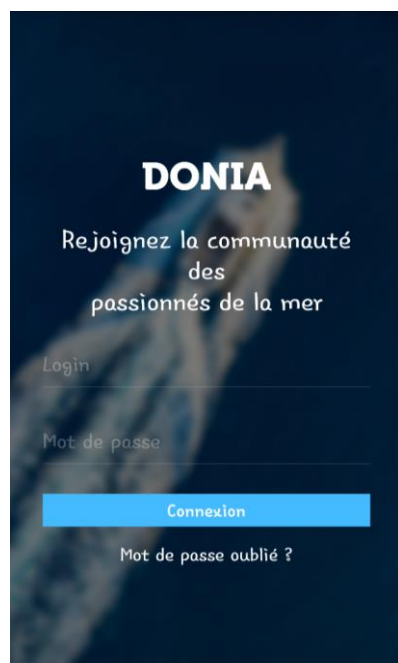 DONIA
Rejoignez la communauté
des
passionnés de la mer
Login
Mot de passe
Connexion
Mot de passe oublié ?